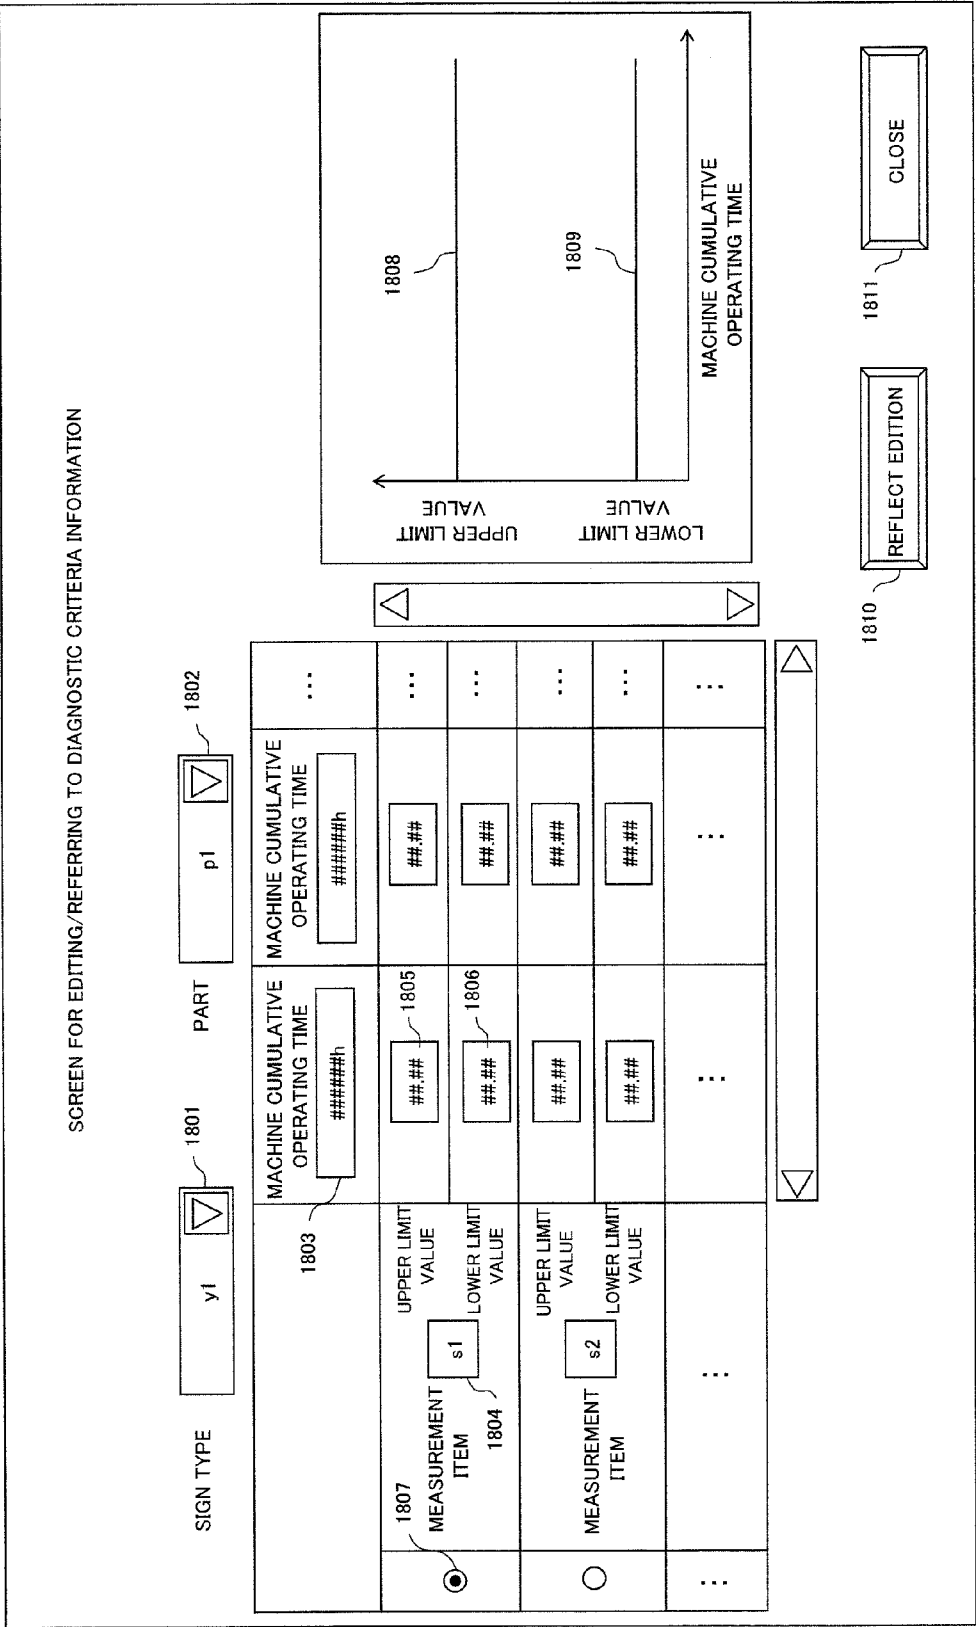 SCREEN FOR EDITING/REFERRING TO DIAGNOSTIC CRITERIA INFORMATION
SIGN TYPE
y1
1801
PART
p1
1802
MACHINE CUMULATIVE
OPERATING TIME
######h
1803
MACHINE CUMULATIVE
OPERATING TIME
######h
...
1807
MEASUREMENT
ITEM
s1
1804
UPPER LIMIT
VALUE
##.##
1805
##.##
...
LOWER LIMIT
VALUE
##.##
1806
##.##
...
MEASUREMENT
ITEM
s2
UPPER LIMIT
VALUE
##.##
##.##
...
LOWER LIMIT
VALUE
##.##
##.##
...
...
...
...
...
...
UPPER LIMIT
VALUE
1808
LOWER LIMIT
VALUE
1809
MACHINE CUMULATIVE
OPERATING TIME
1810
REFLECT EDITION
1811
CLOSE